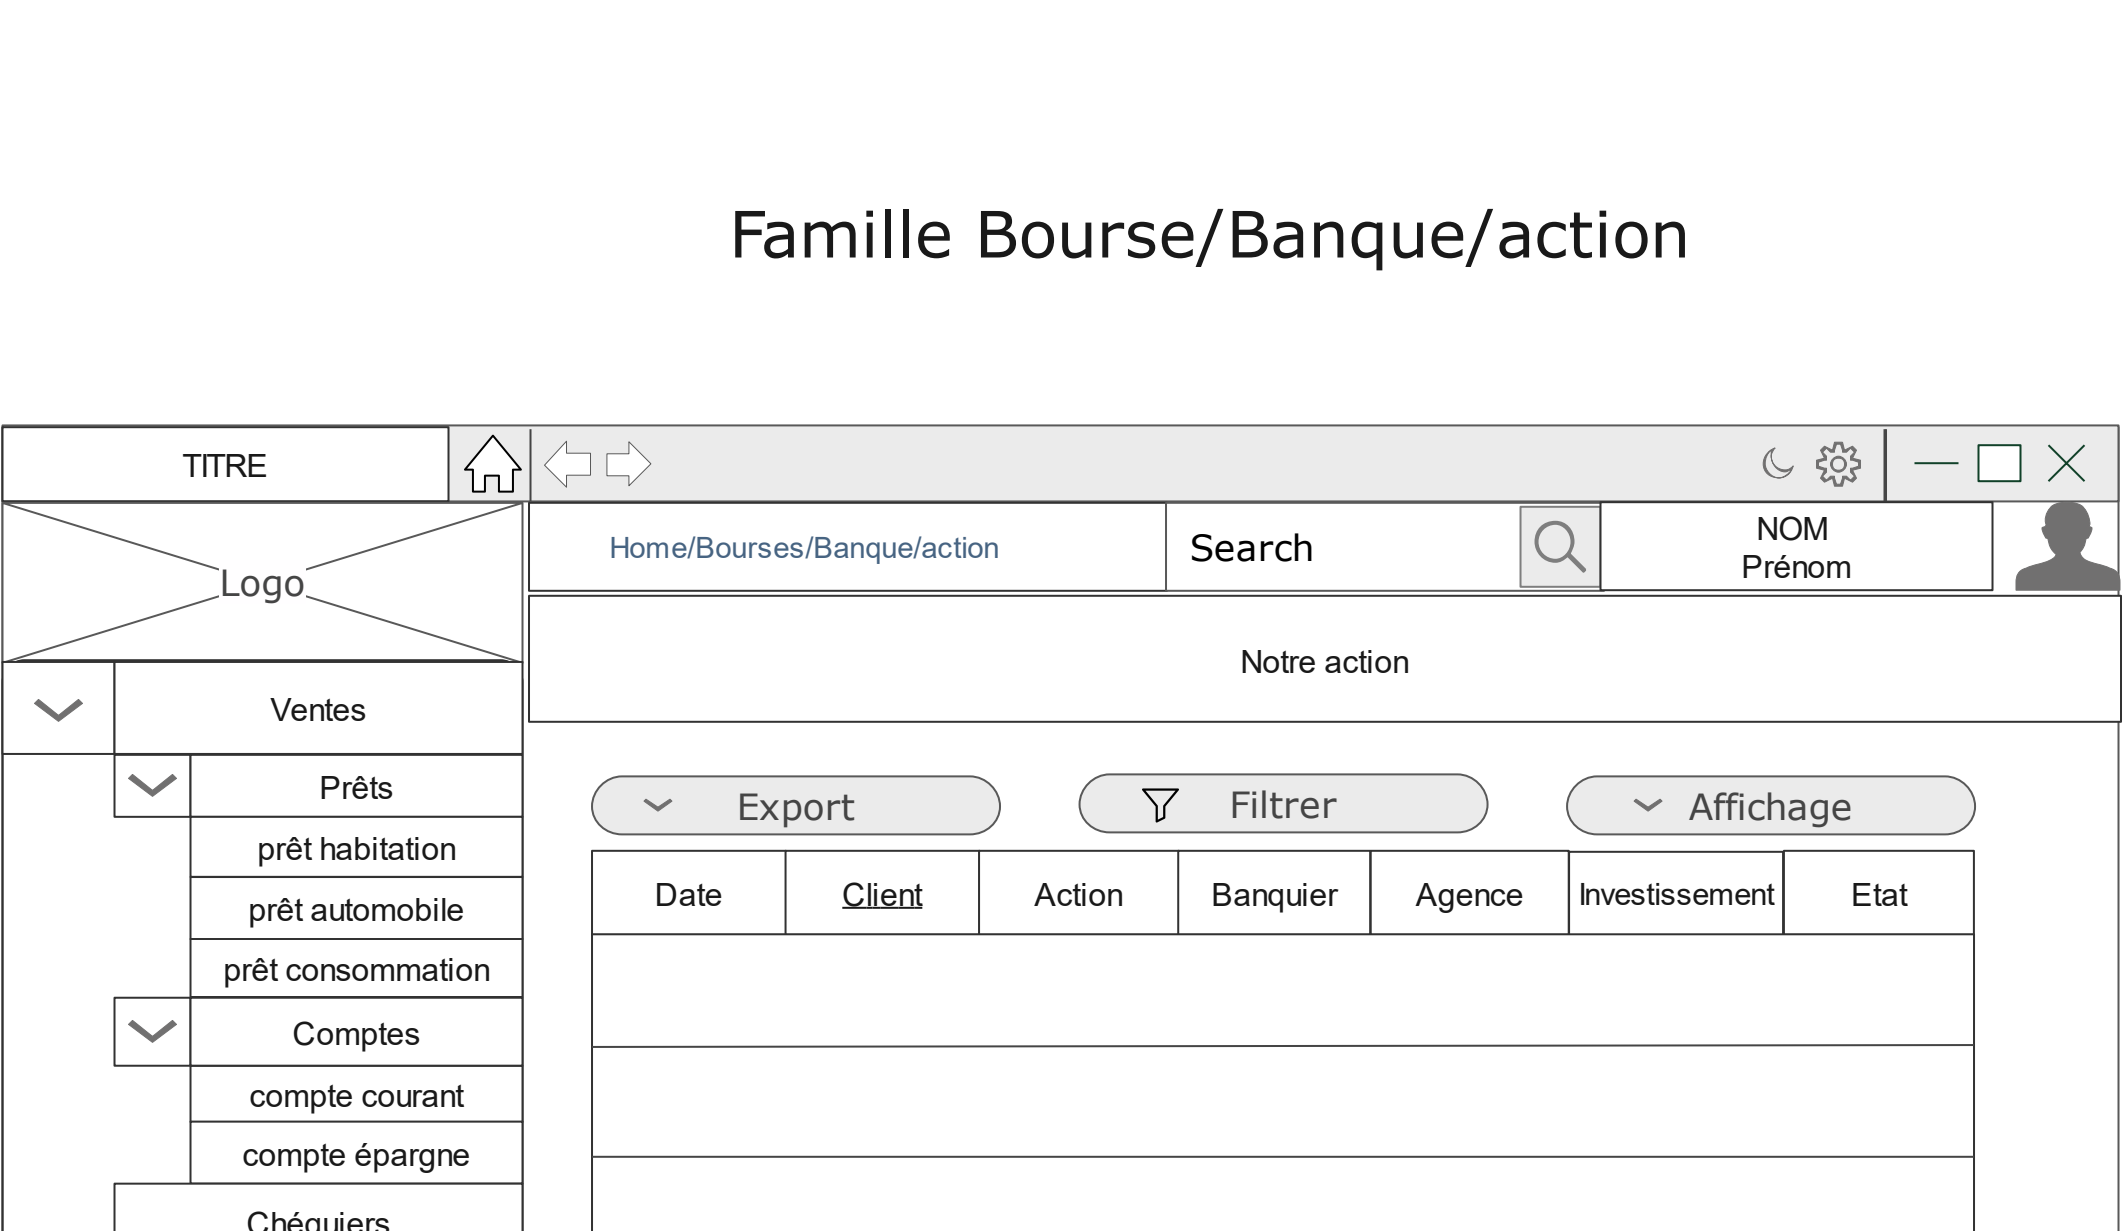 Famille Bourse/Banque/action
TITRE
Logo
Home/Bourses/Banque/action
Search
NOM
Prénom
Notre action
Ventes
Prêts
prêt habitation
prêt automobile
prêt consommation
Comptes
compte courant
compte épargne
Chéquiers
Export
Filtrer
Affichage
Date Client Action Banquier Agence Investissement Etat